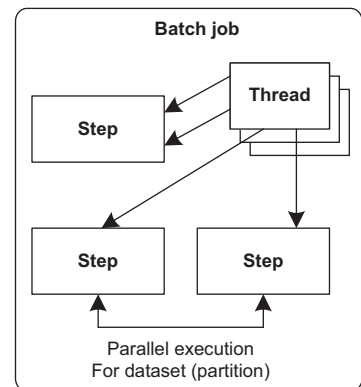 Batch job
Thread
Step
Step
Step
Parallel execution
For dataset (partition)